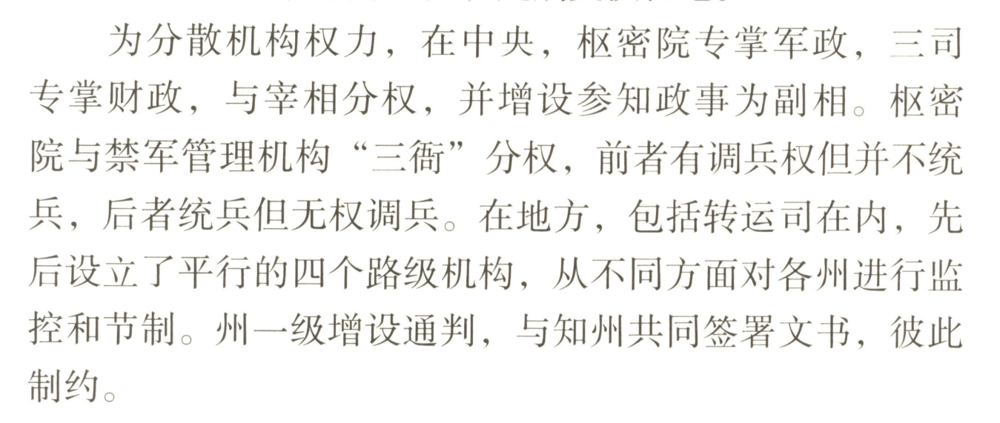 为分散机构权力，在中央，枢密院专掌军政，三司
专掌财政，与宰相分权，并增设参知政事为副相。枢密
院与禁军管理机构“三衙”分权，前者有调兵权但并不统
兵，后者统兵但无权调兵。在地方，包括转运司在内，先
后设立了平行的四个路级机构，从不同方面对各州进行监
控和节制。州一级增设通判，与知州共同签署文书，彼此
制约。